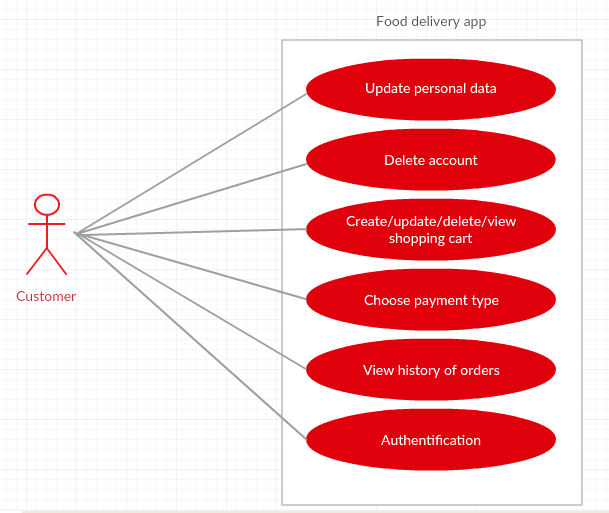 Food delivery app
Update personal data
Delete account
Create/update/delete/view
shopping cart
Choose payment type
View history of orders
Authentification
Customer